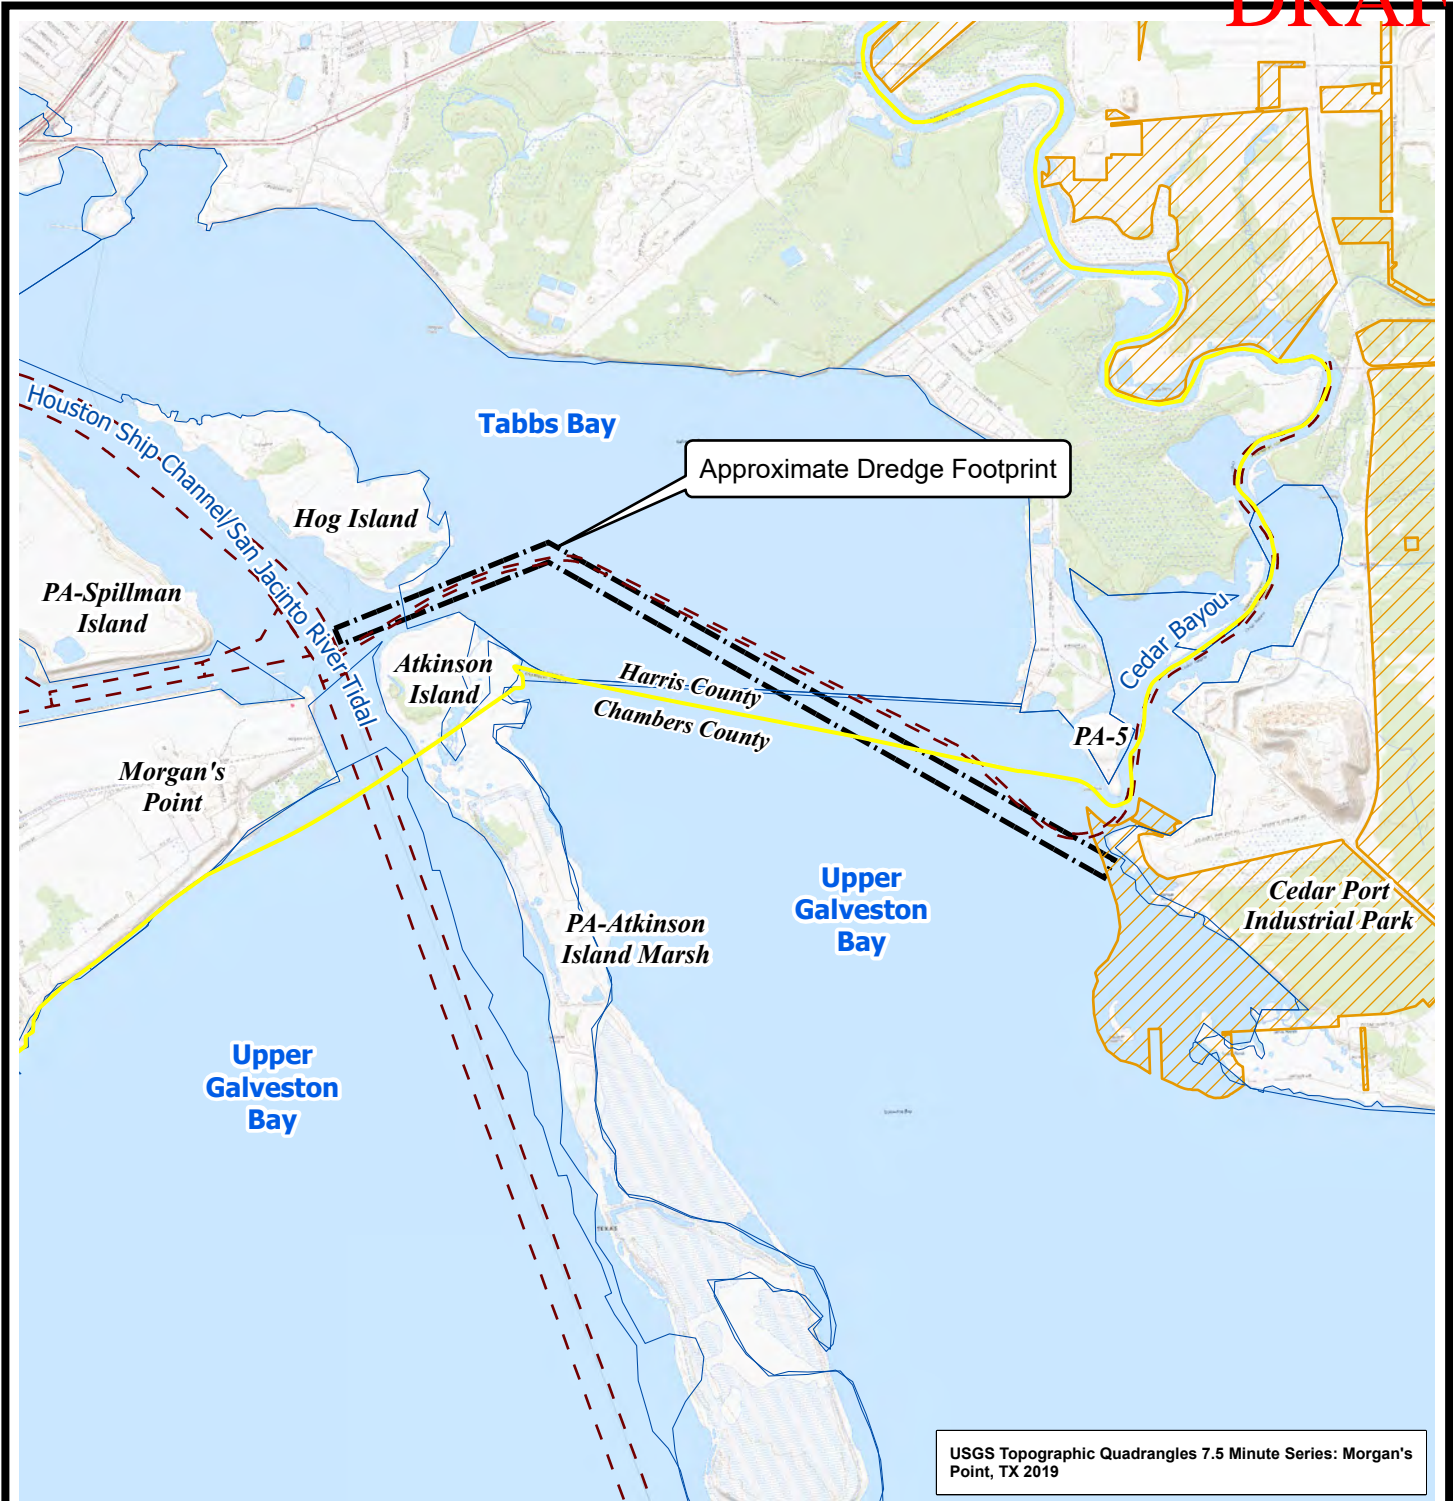 Houston Ship Channel/San Jacinto River Tidal
Tabbs Bay
Approximate Dredge Footprint
Hog Island
PA-Spillman
Island
Atkinson
Island
Harris County
Chambers County
Cedar Bayou
PA-5
Morgan's
Point
Upper
Galveston
Bay
Cedar Port
Industrial Park
PA-Atkinson
Island Marsh
Upper
Galveston
Bay
TEXAS
USGS Topographic Quadrangles 7.5 Minute Series: Morgan's
Point, TX 2019